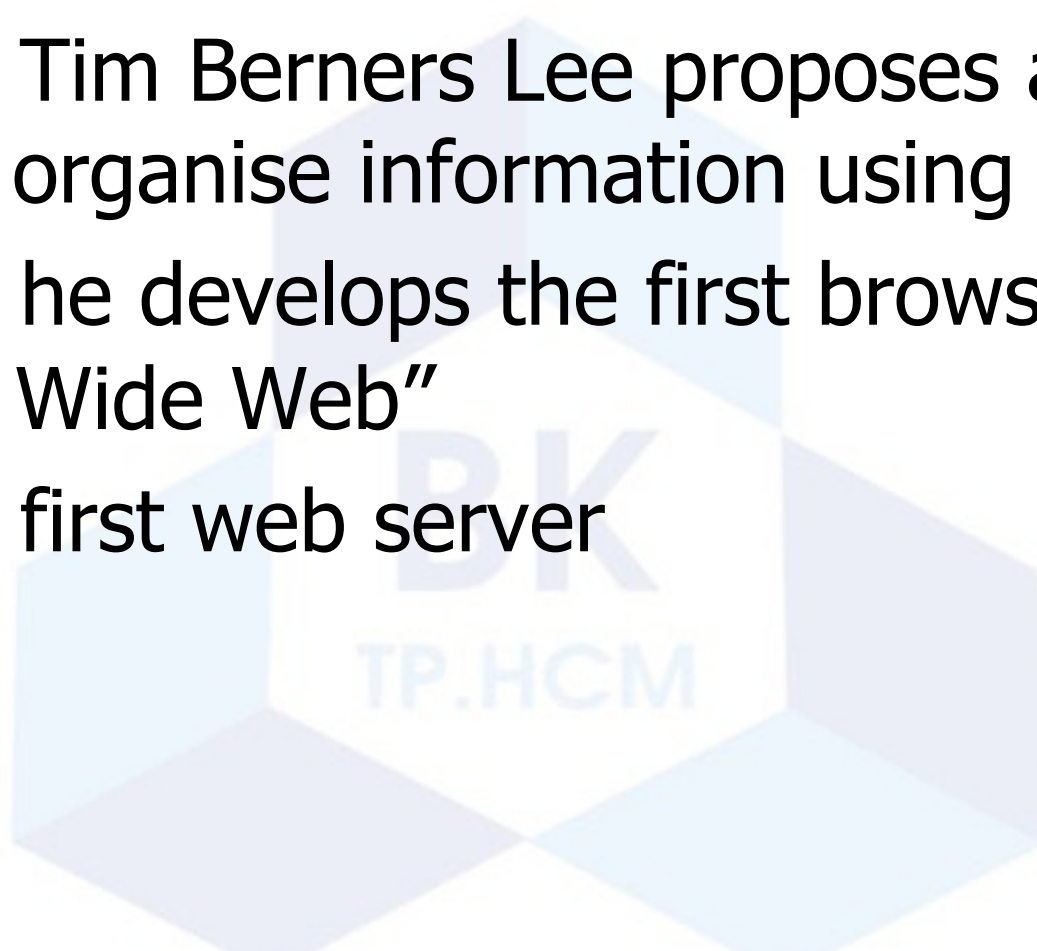 Tim Berners Lee proposes
organise information using
he develops the first
Wide Web”
first web server
BK
TP.HCM